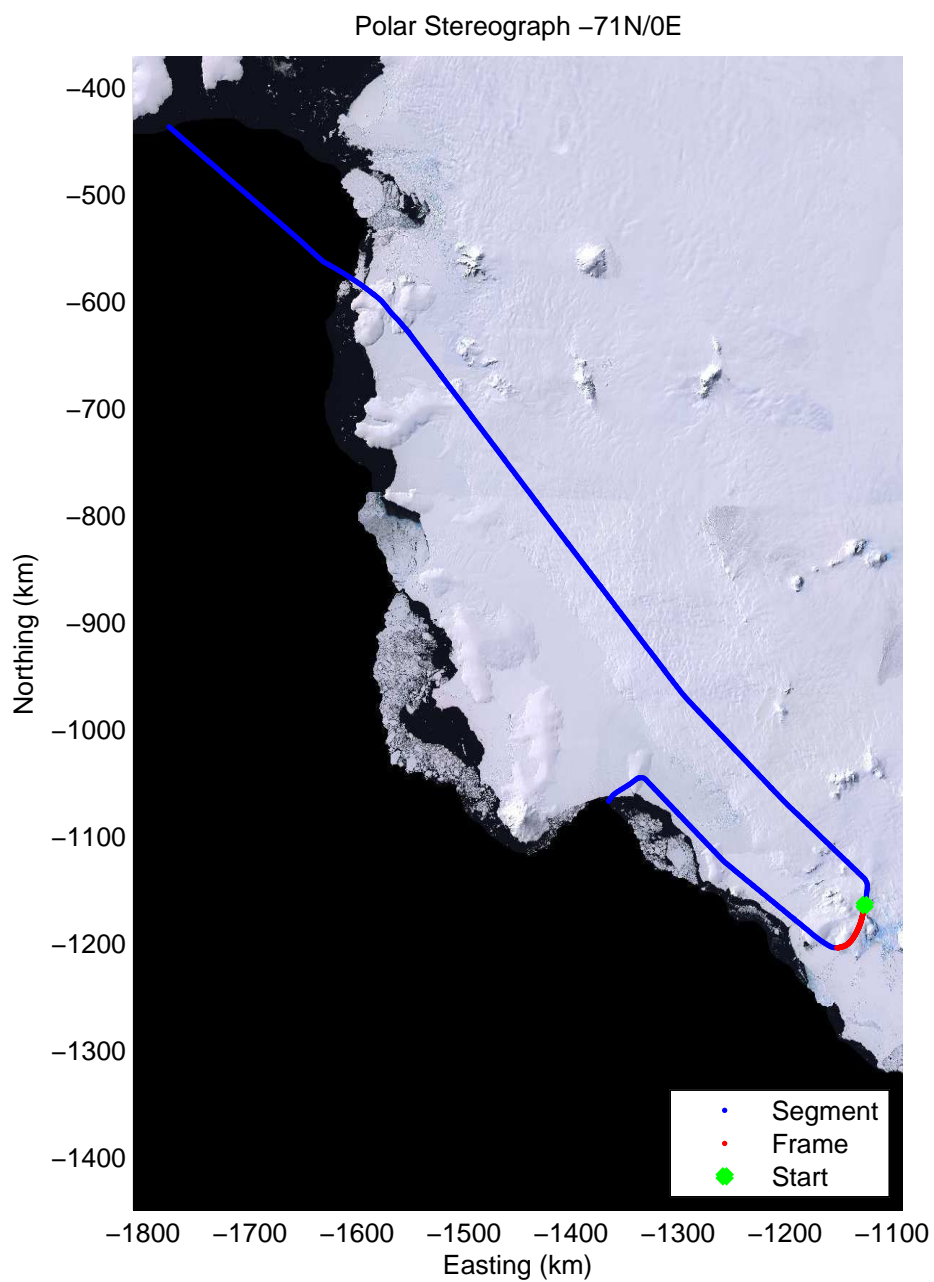 Polar Stereograph −71N/0E
−400
−500
−600
−700
−800
−900
−1000
−1100
−1200
−1300
−1400
Northing (km)
Segment
Frame
Start
−1800 −1700 −1600 −1500 −1400 −1300 −1200 −1100
Easting (km)